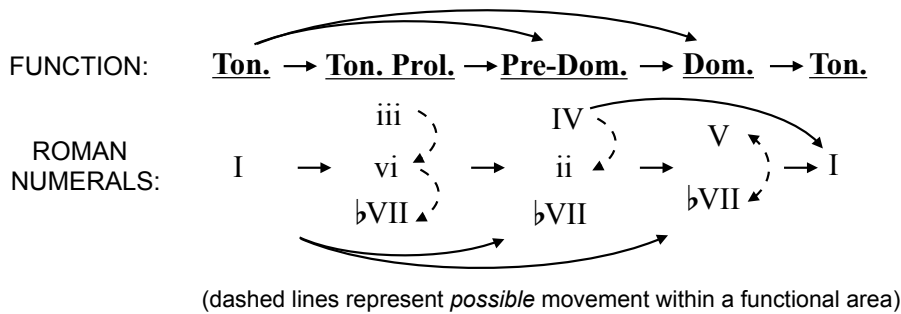 FUNCTION: Ton. Ton. Prol. Pre-Dom. Dom. Ton.
iii IV
V
ROMAN
NUMERALS: I vi ii I
♭VII ♭VII ♭VII
(dashed lines represent possible movement within a functional area)